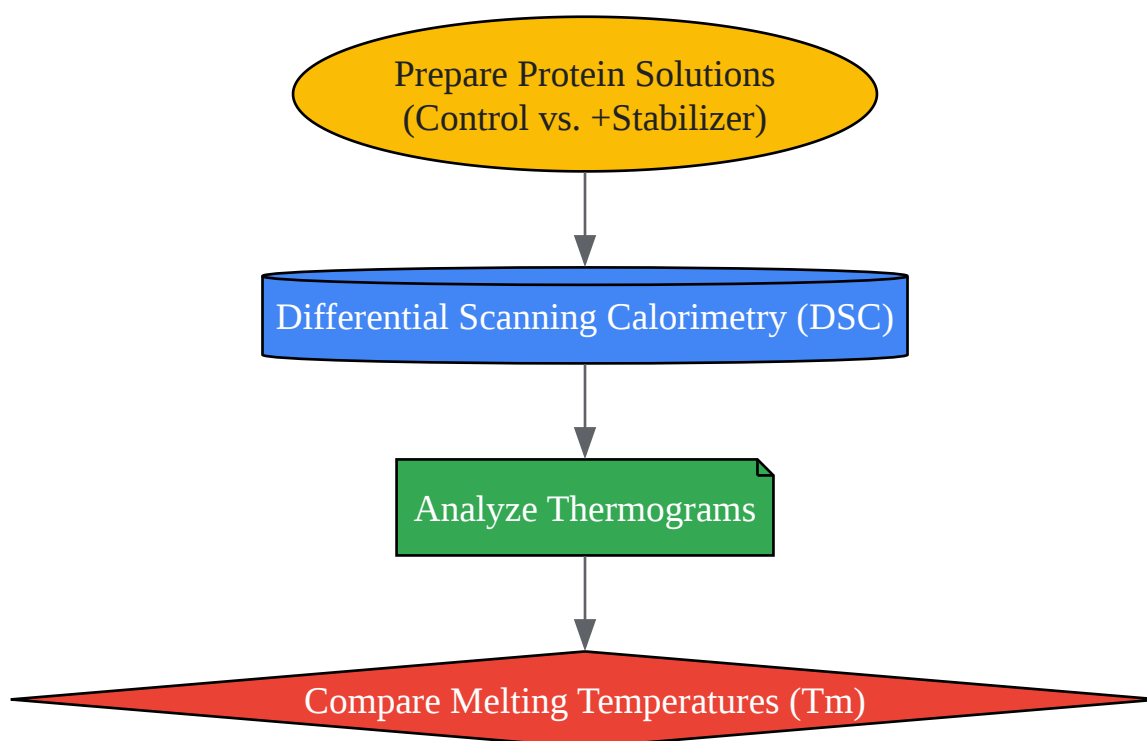 Prepare Protein Solutions
(Control vs. +Stabilizer)
Differential Scanning Calorimetry (DSC)
Analyze Thermograms
Compare Melting Temperatures (Tm)